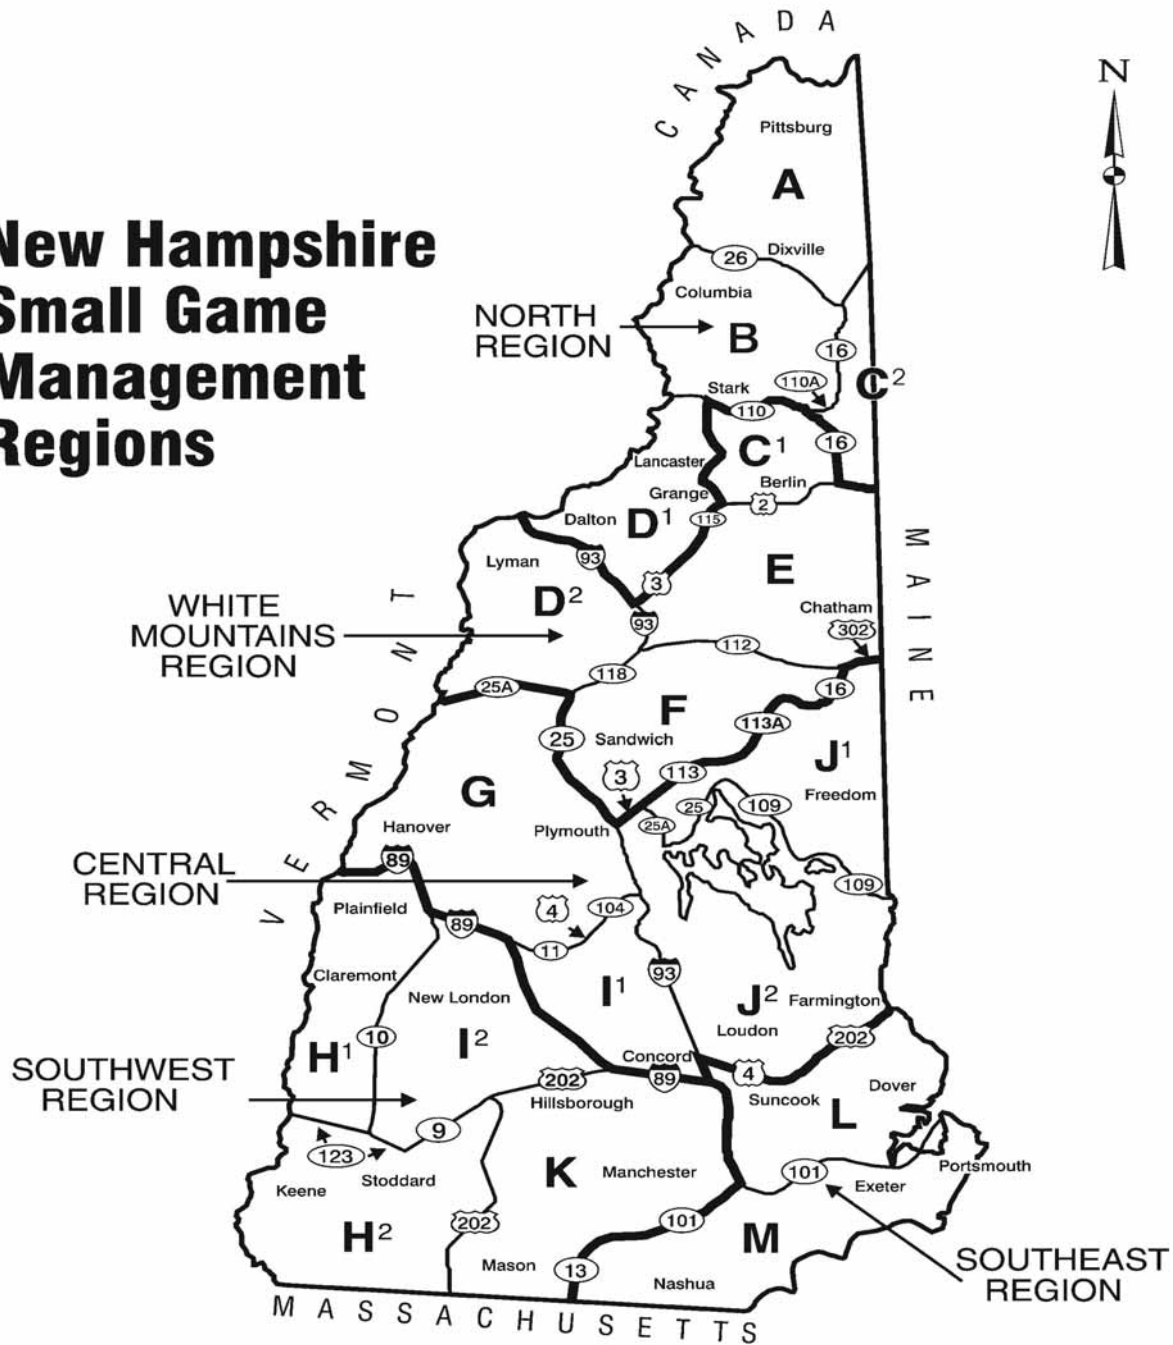 CANADA
N
Pittsburg
A
New Hampshire
Small Game
Management
Regions
26
Dixville
Columbia
NORTH
REGION
B
16
110A
C2
Stark
110
16
C1
Lancaster
Berlin
Grange
2
Dalton
D1
115
MAINE
Lyman
93
E
3
D2
Chatham
WHITE
MOUNTAINS
REGION
93
302
112
118
25A
16
F
113A
25
Sandwich
J1
3
113
G
Freedom
25
109
Hanover
Plymouth
25A
VERMONT
CENTRAL
REGION
89
109
Plainfield
4
104
89
11
Claremont
93
New London
I1
J2
Farmington
Loudon
10
202
H1
I2
SOUTHWEST
REGION
Concord
202
89
4
Dover
Hillsborough
Suncook
L
9
123
Stoddard
K
Manchester
101
Portsmouth
Keene
Exeter
202
101
H2
M
Mason
13
SOUTHEAST
REGION
Nashua
MASSACHUSETTS